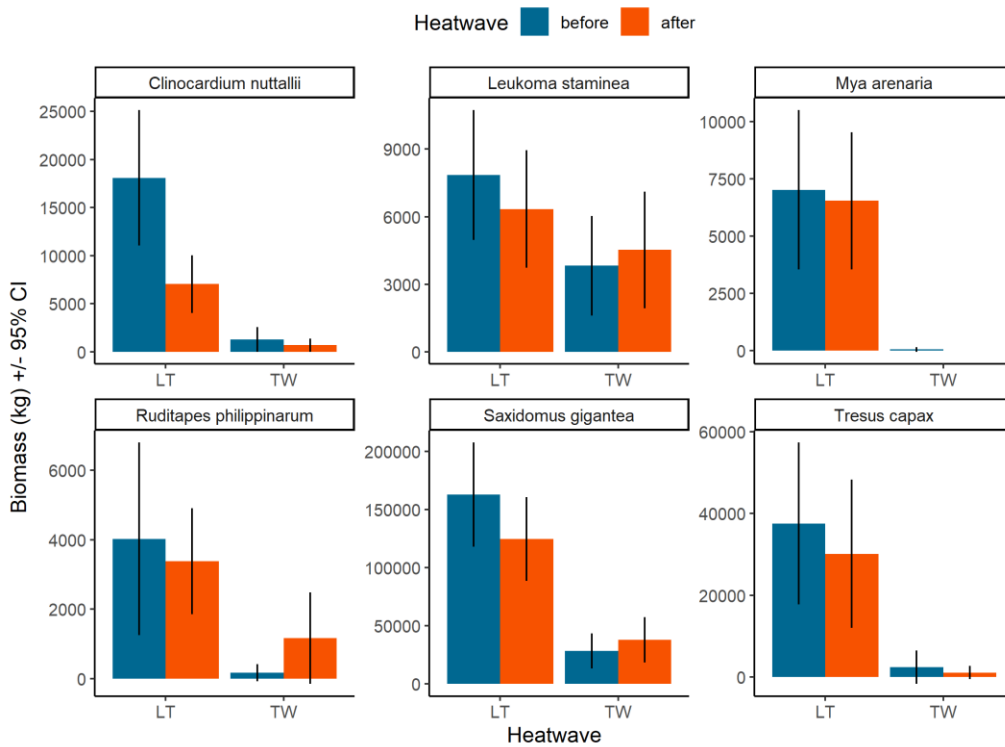 Heatwave before after
Clinocardium nuttallii
25000
20000
15000
10000
5000
0
LT TW
Leukoma staminea
9000
6000
3000
0
LT TW
Mya arenaria
10000
7500
5000
2500
0
LT TW
Ruditapes philippinarum
6000
4000
2000
0
LT TW
Saxidomus gigantea
200000
150000
100000
50000
0
LT TW
Tresus capax
60000
40000
20000
0
LT TW
Biomass (kg) +/- 95% CI
Heatwave